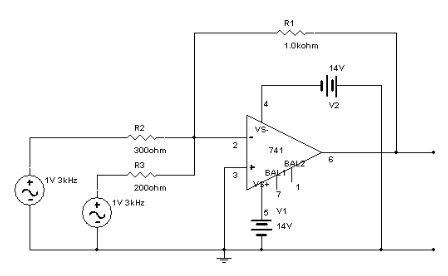 R1
1.0kohm
14V
V2
4
VS-
R2
300ohm
2
-
741
6
R3
200ohm
3
+
BAL2
BAL1
VS+
7
1
1V 3kHz
1V 3kHz
5
V1
14V